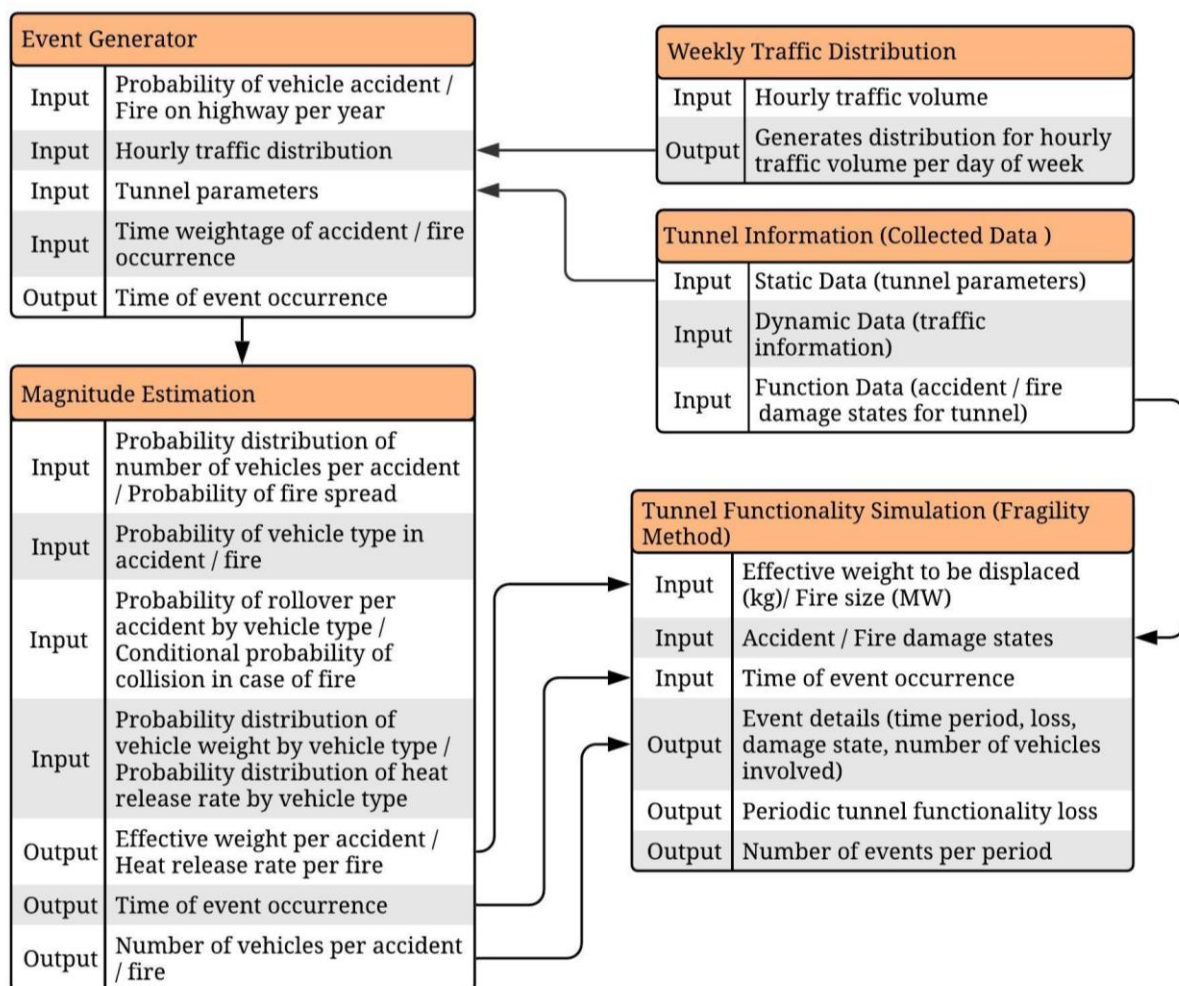 Event Generator
Input
Probability of vehicle accident /
Fire on highway per year
Input
Hourly traffic distribution
Input
Tunnel parameters
Input
Time weightage of accident / fire
occurrence
Output
Time of event occurrence
Weekly Traffic Distribution
Input
Hourly traffic volume
Output
Generates distribution for hourly
traffic volume per day of week
Tunnel Information (Collected Data )
Input
Static Data (tunnel parameters)
Input
Dynamic Data (traffic
information)
Input
Function Data (accident / fire
damage states for tunnel)
Magnitude Estimation
Input
Probability distribution of
number of vehicles per accident
/ Probability of fire spread
Input
Probability of vehicle type in
accident / fire
Input
Probability of rollover per
accident by vehicle type /
Conditional probability of
collision in case of fire
Input
Probability distribution of
vehicle weight by vehicle type /
Probability distribution of heat
release rate by vehicle type
Output
Effective weight per accident /
Heat release rate per fire
Output
Time of event occurrence
Output
Number of vehicles per accident
/ fire
Tunnel Functionality Simulation (Fragility
Method)
Input
Effective weight to be displaced
(kg)/ Fire size (MW)
Input
Accident / Fire damage states
Input
Time of event occurrence
Output
Event details (time period, loss,
damage state, number of vehicles
involved)
Output
Periodic tunnel functionality loss
Output
Number of events per period